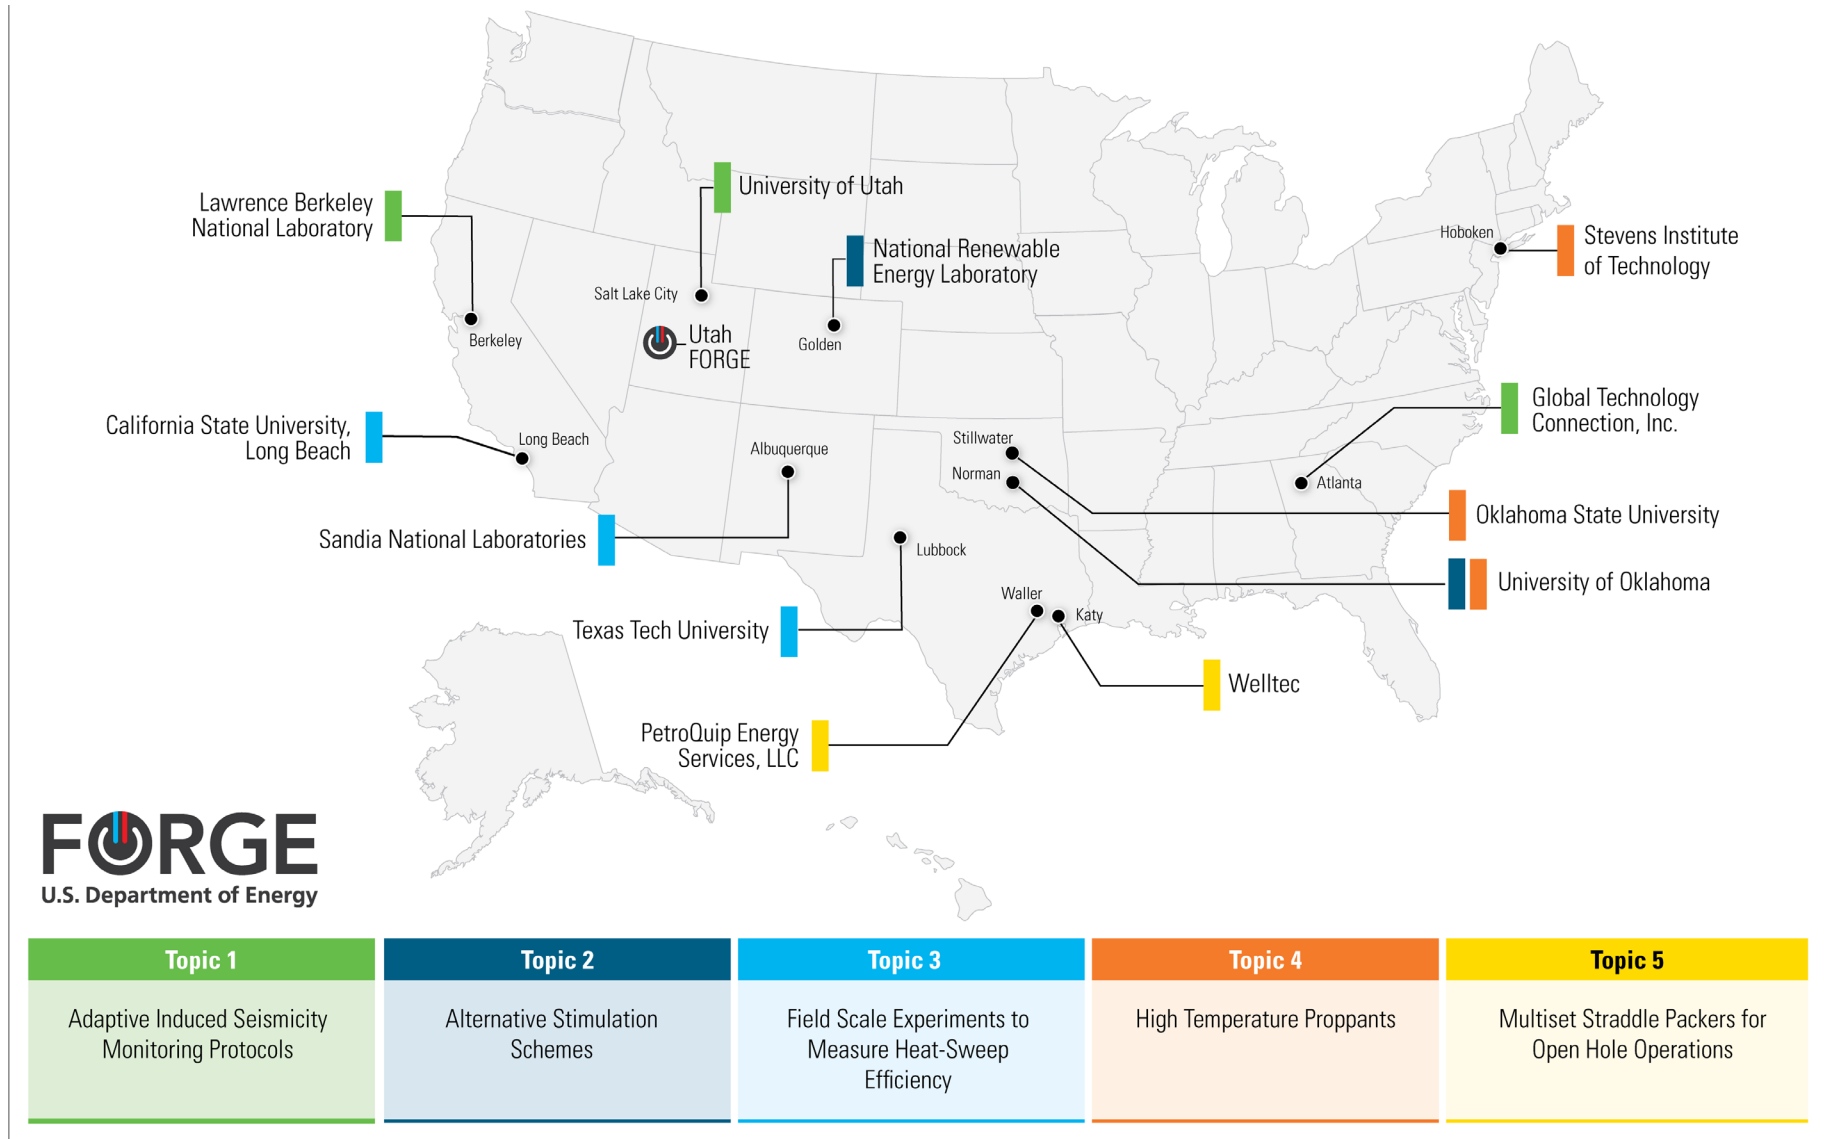 University of Utah
Lawrence Berkeley
National Laboratory
National Renewable
Energy Laboratory
Hoboken
Stevens Institute
of Technology
Salt Lake City
Utah
FORGE
Berkeley
Golden
Global Technology
Connection, Inc.
California State University,
Long Beach
Long Beach
Albuquerque
Stillwater
Norman
Atlanta
Oklahoma State University
Sandia National Laboratories
Lubbock
University of Oklahoma
Waller
Katy
Texas Tech University
Welltec
PetroQuip Energy
Services, LLC
FORGE
U.S. Department of Energy
Topic 1
Adaptive Induced Seismicity
Monitoring Protocols
Topic 2
Alternative Stimulation
Schemes
Topic 3
Field Scale Experiments to
Measure Heat-Sweep
Efficiency
Topic 4
High Temperature Proppants
Topic 5
Multiset Straddle Packers for
Open Hole Operations